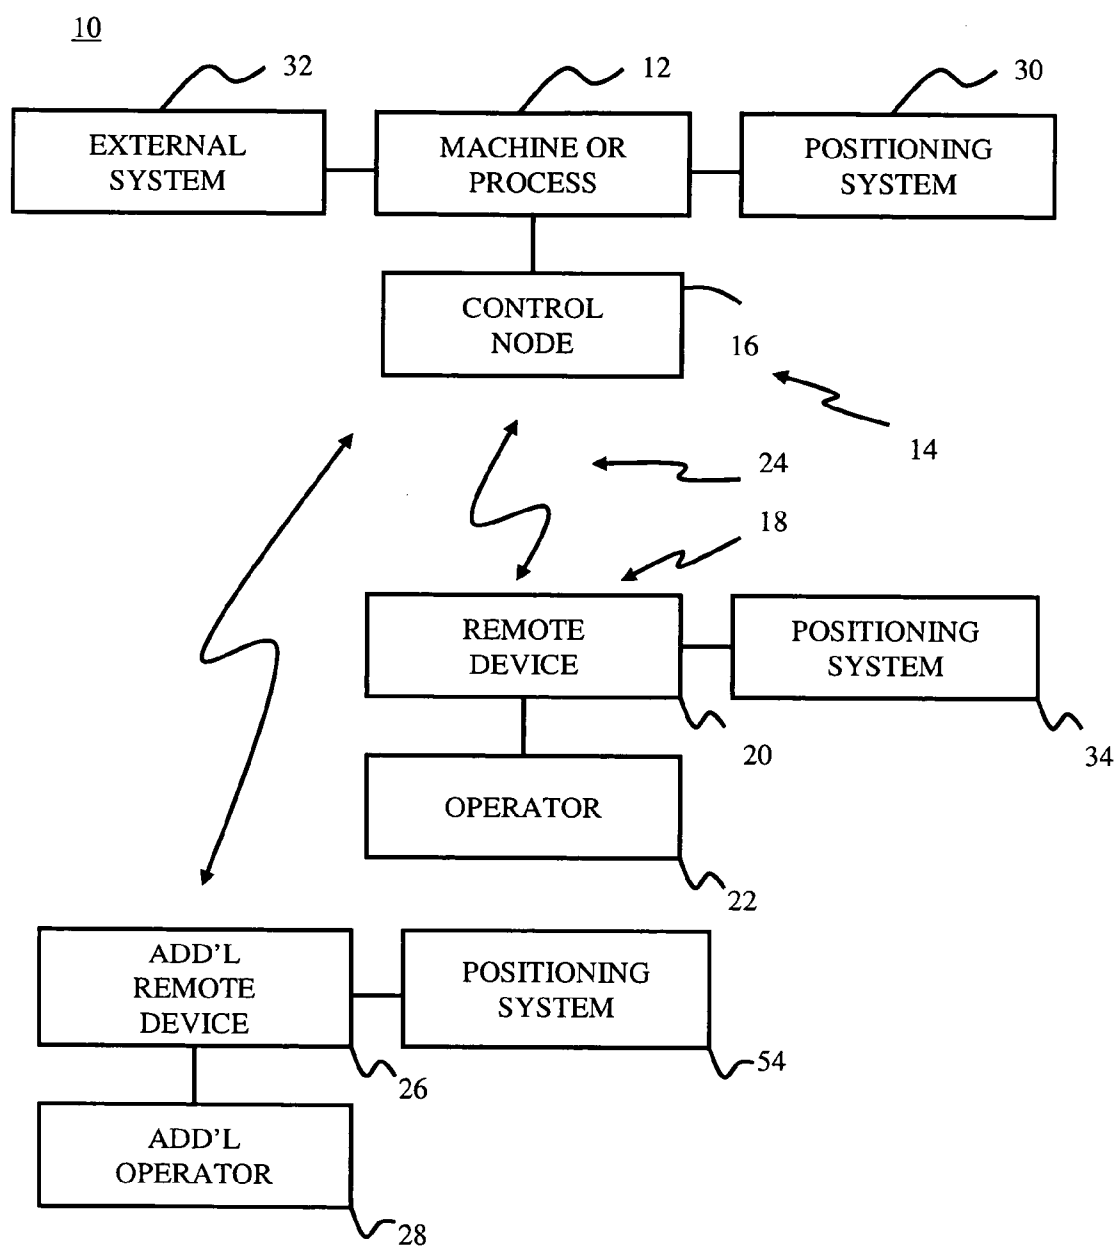 10
32
12
30
EXTERNAL
SYSTEM
MACHINE OR
PROCESS
POSITIONING
SYSTEM
CONTROL
NODE
16
14
24
18
REMOTE
DEVICE
POSITIONING
SYSTEM
20
34
OPERATOR
22
ADD'L
REMOTE
DEVICE
POSITIONING
SYSTEM
26
54
ADD'L
OPERATOR
28